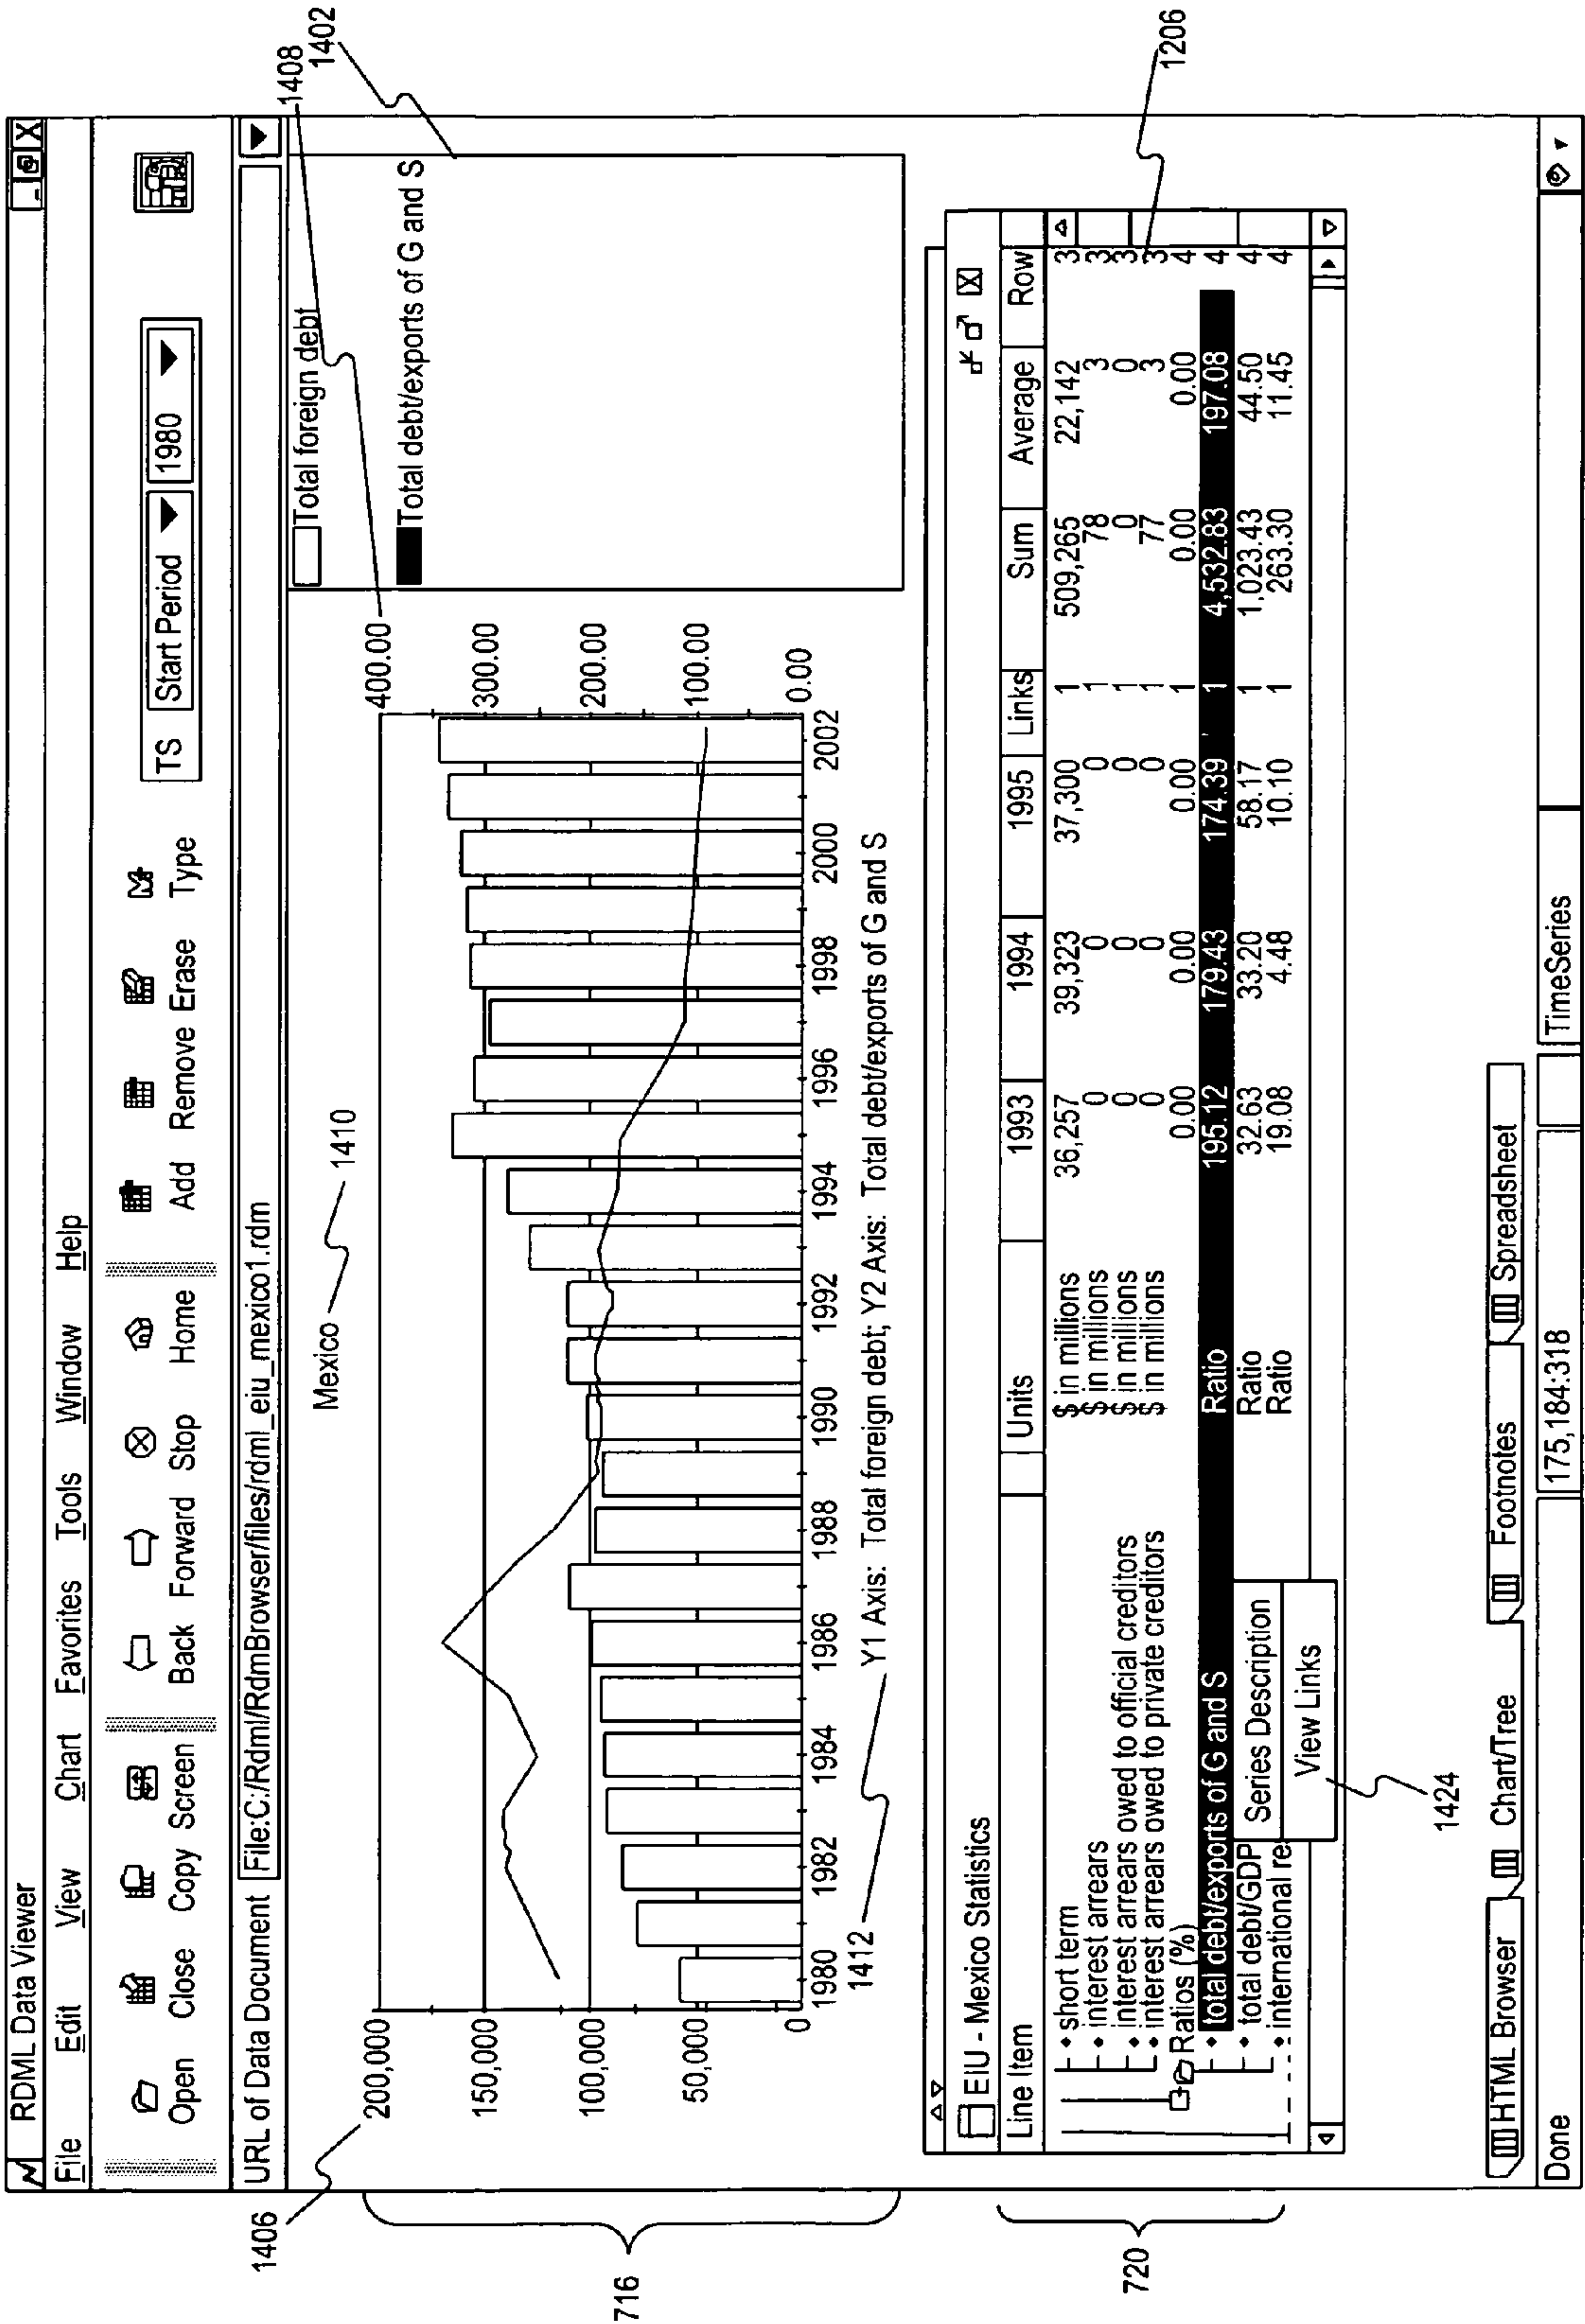 RDML Data Viewer
File Edit View Chart Favorites Tools Window Help
Open Close Copy Screen Back Forward Stop Home Add Remove Erase Type TS Start Period 1980
URL of Data Document File:C:/Rdml/RdmBrowser/files/rdml_eiu_mexico1.rdm
1406
1408
1402
Mexico 1410
200,000
150,000
100,000
50,000
0
400.00
300.00
200.00
100.00
0.00
1980 1982 1984 1986 1988 1990 1992 1994 1996 1998 2000 2002
Total foreign debt
Total debt/exports of G and S
716
1412 Y1 Axis: Total foreign debt; Y2 Axis: Total debt/exports of G and S
EIU - Mexico Statistics
Line Item Units 1993 1994 1995 Links Sum Average Row
short term $ in millions 36,257 39,323 37,300 1 509,265 22,142 3
interest arrears $ in millions 0 0 0 1 78 3 3
interest arrears owed to official creditors $ in millions 0 0 0 1 0 0 3
interest arrears owed to private creditors $ in millions 0 0 0 1 77 3 3
Ratios (%) 0.00 0.00 0.00 1 0.00 0.00 4
total debt/exports of G and S Ratio 195.12 179.43 174.39 1 4,532.83 197.08 4
total debt/GDP Ratio 32.63 33.20 58.17 1 1,023.43 44.50 4
international re Ratio 19.08 4.48 10.10 1 263.30 11.45 4
Series Description
View Links
720
1206
1424
HTML Browser Chart/Tree Footnotes Spreadsheet
Done 175,184:318 TimeSeries